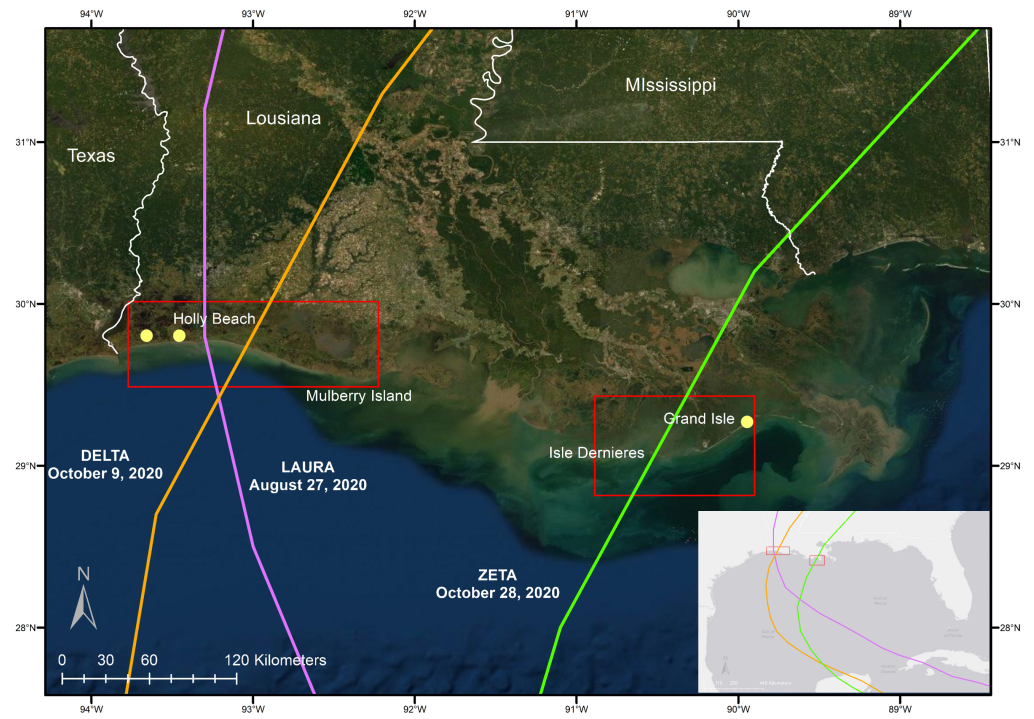 94°W 93°W 92°W 91°W 90°W 89°W
MIssissippi
Lousiana
31°N 31°N
Texas
30°N 30°N
Holly Beach
Mulberry Island
Grand Isle
Isle Dernieres
DELTA
October 9, 2020
LAURA
August 27, 2020
29°N 29°N
ZETA
October 28, 2020
N
28°N 28°N
0 30 60 120 Kilometers
94°W 93°W 92°W 91°W 90°W 89°W